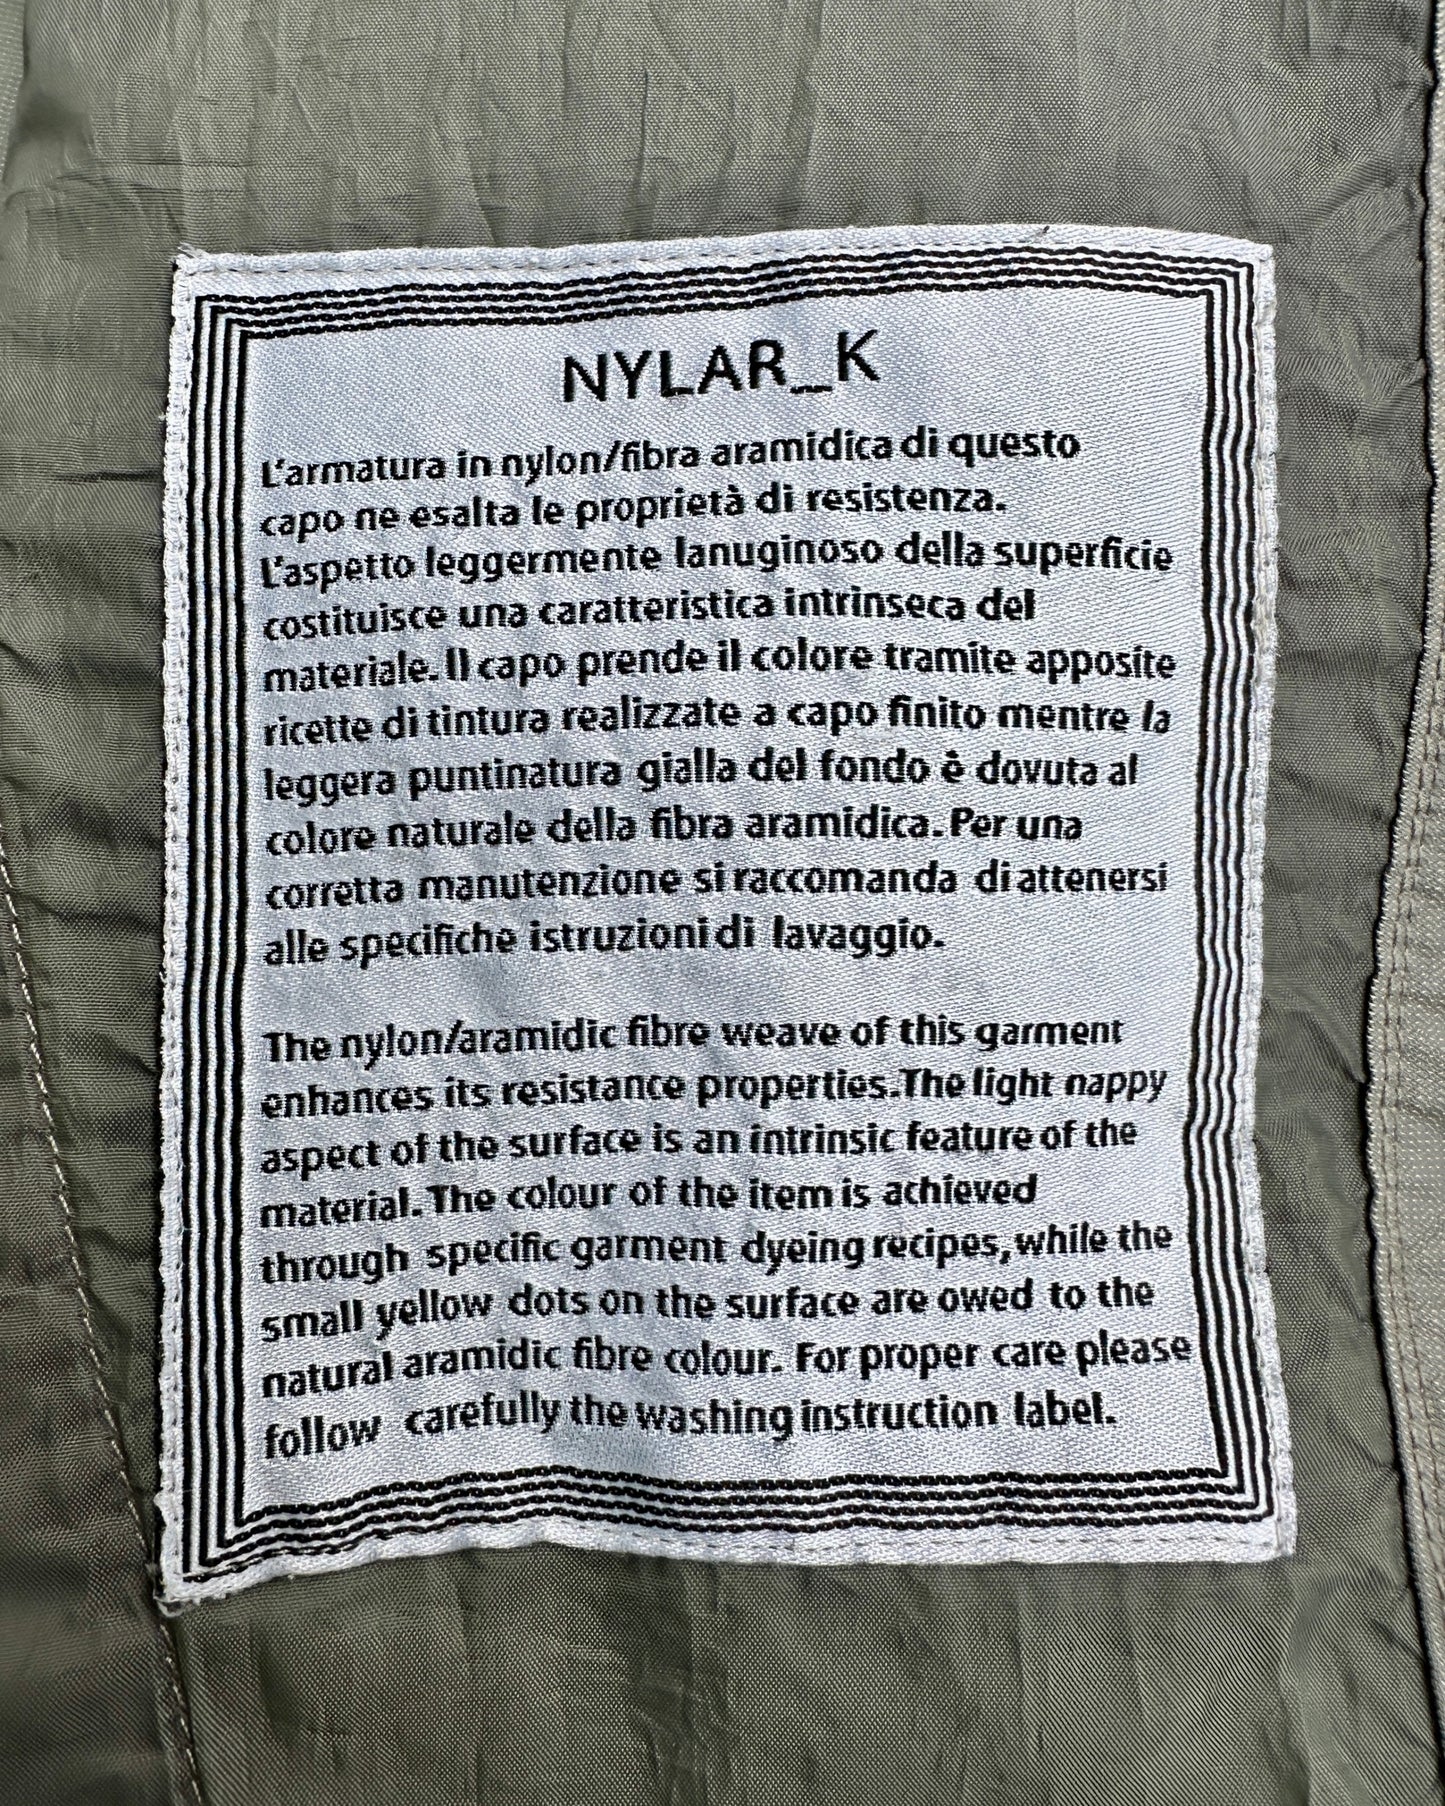 NYLAR_K
L'armatura in nylon/fibra aramidica di questo
capo ne esalta le proprietà di resistenza.
L'aspetto leggermente lanuginoso della superficie
costituisce una caratteristica intrinseca del
materiale. Il capo prende il colore tramite apposite
ricette di tintura realizzate a capo finito mentre la
leggera puntinatura gialla del fondo è dovuta al
colore naturale della fibra aramidica. Per una
corretta manutenzione si raccomanda di attenersi
alle specifiche istruzioni di lavaggio.
The nylon/aramidic fibre weave of this garment
enhances its resistance properties.The light nappy
aspect of the surface is an intrinsic feature of the
material. The colour of the item is achieved
through specific garment dyeing recipes, while the
small yellow dots on the surface are owed to the
natural aramidic fibre colour. For proper care please
follow carefully the washing instruction label.